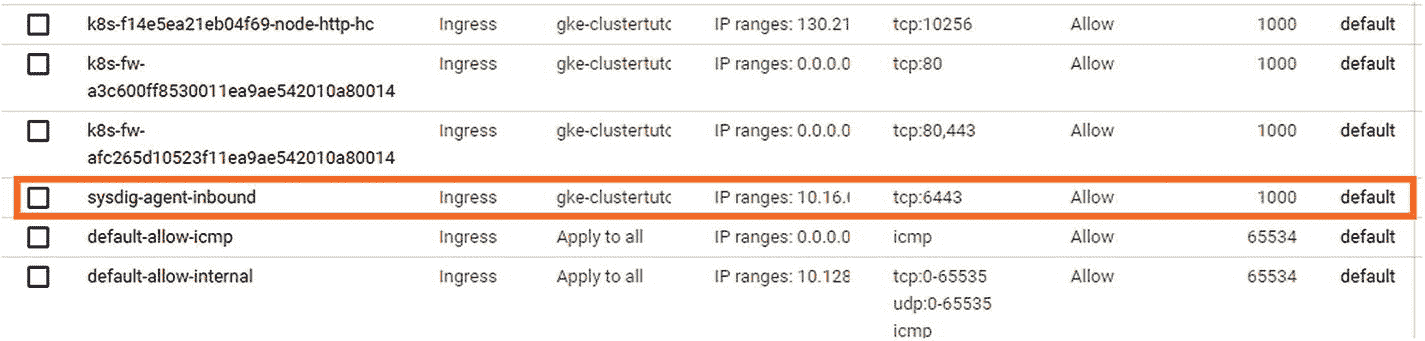 k8s-f14e5ea21eb04f69-node-http-hc Ingress gke-clustertutc IP ranges: 130.21 tcp:10256 Allow 1000 default
k8s-fw- Ingress gke-clustertutc IP ranges: 0.0.0.0 tcp:80 Allow 1000 default
a3c600ff8530011ea9ae542010a80014
k8s-fw- Ingress gke-clustertutc IP ranges: 0.0.0.0 tcp:80,443 Allow 1000 default
afc265d10523f11ea9ae542010a80014
sysdig-agent-inbound Ingress gke-clustertutc IP ranges: 10.16.0 tcp:6443 Allow 1000 default
default-allow-icmp Ingress Apply to all IP ranges: 0.0.0.0 icmp Allow 65534 default
default-allow-internal Ingress Apply to all IP ranges: 10.128 tcp:0-65535 Allow 65534 default
udp:0-65535
icmp